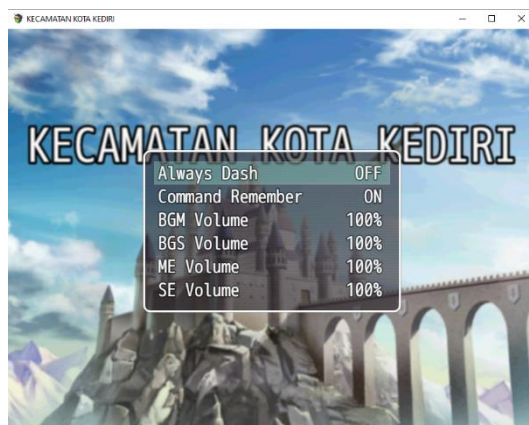 KECAMATAN KOTA KEDIRI
KECAMATAN KOTA KEDIRI
Always Dash OFF
Command Remember ON
BGM Volume 100%
BGS Volume 100%
ME Volume 100%
SE Volume 100%